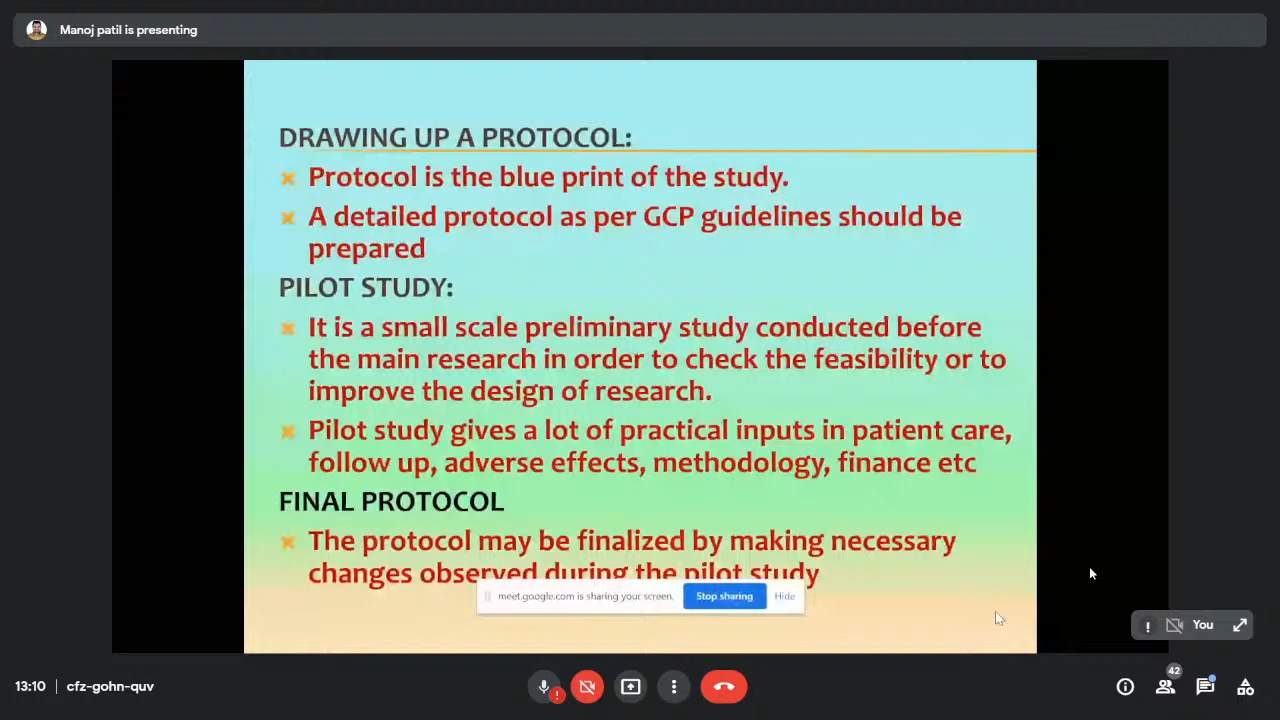 Manoj patil is presenting
DRAWING UP A PROTOCOL:
Protocol is the blue print of the study.
A detailed protocol as per GCP guidelines should be
prepared
PILOT STUDY:
It is a small scale preliminary study conducted before
the main research in order to check the feasibility or to
improve the design of research.
Pilot study gives a lot of practical inputs in patient care,
follow up, adverse effects, methodology, finance etc
FINAL PROTOCOL
The protocol may be finalized by making necessary
changes observed during the pilot study
meet.google.com is sharing your screen. Stop sharing Hide
You
13:10 | cfz-gohn-quv
42